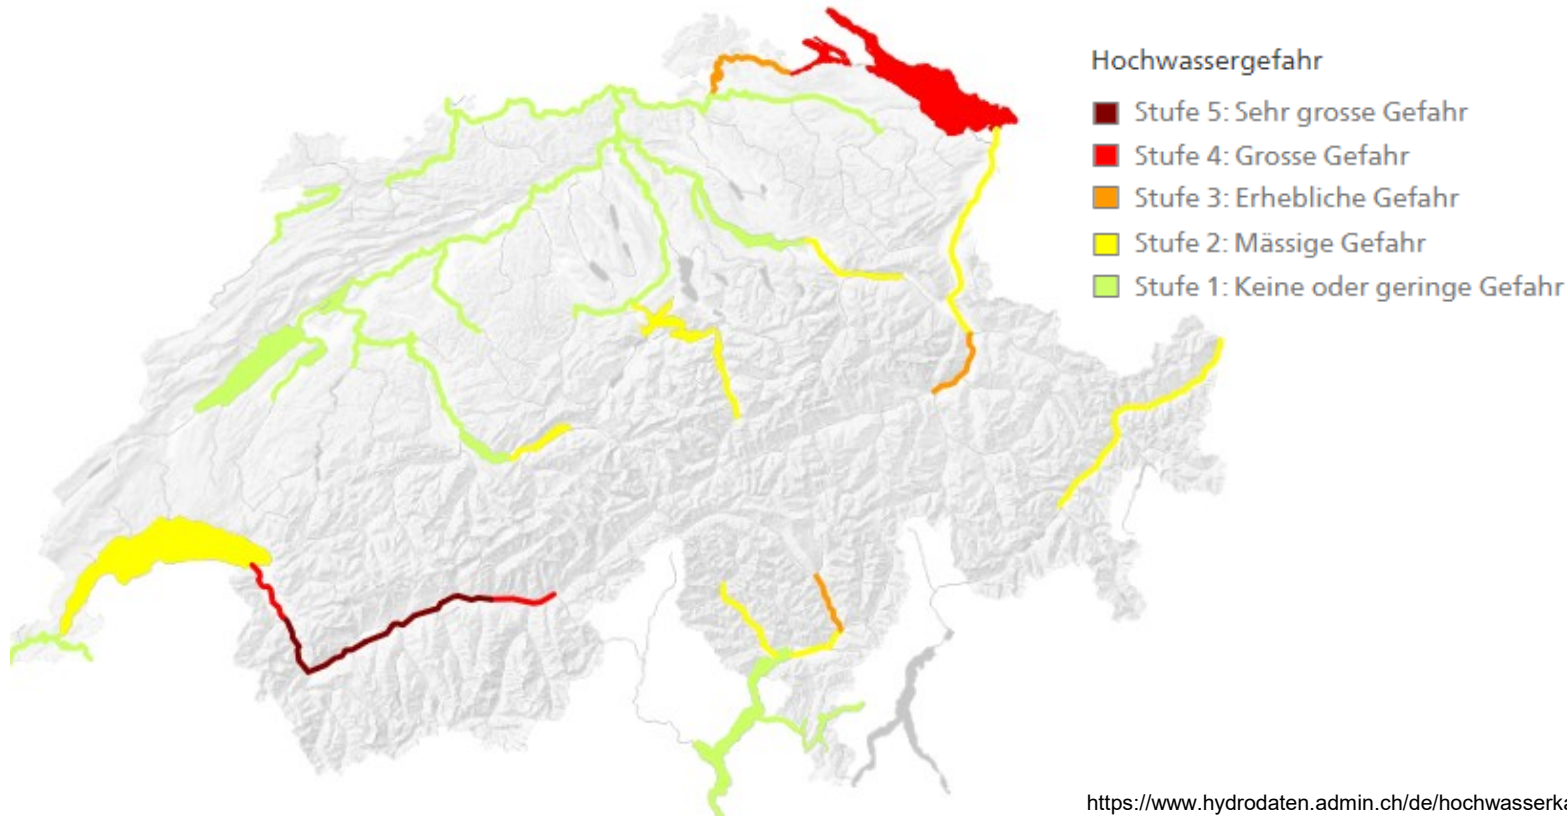 Hochwassergefahr
Stufe 5: Sehr grosse Gefahr
Stufe 4: Grosse Gefahr
Stufe 3: Erhebliche Gefahr
Stufe 2: Mässige Gefahr
Stufe 1: Keine oder geringe Gefahr
https://www.hydrodaten.admin.ch/de/hochwasserka